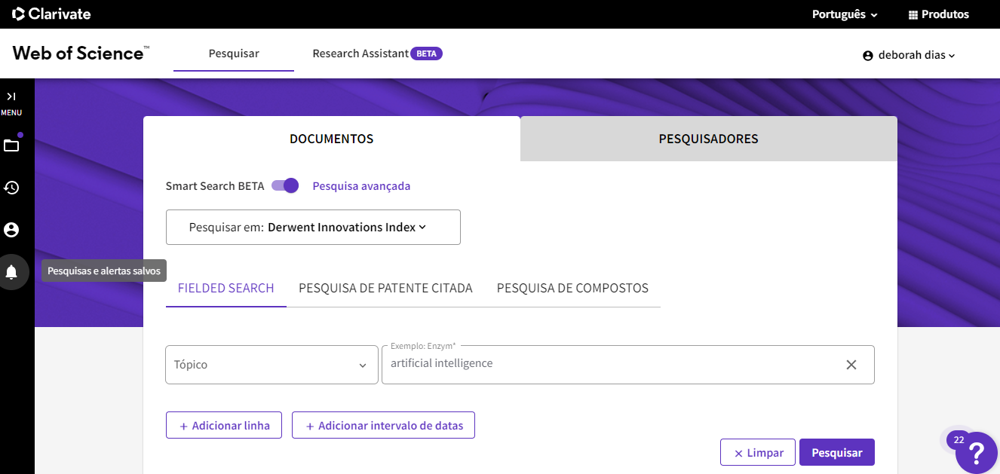 Clarivate
Português
Produtos
Web of Science™
Pesquisar
Research Assistant BETA
deborah dias
MENU
DOCUMENTOS
PESQUISADORES
Smart Search BETA
Pesquisa avançada
Pesquisar em: Derwent Innovations Index
Pesquisas e alertas salvos
FIELDED SEARCH
PESQUISA DE PATENTE CITADA
PESQUISA DE COMPOSTOS
Tópico
Exemplo: Enzym*
artificial intelligence
+ Adicionar linha
+ Adicionar intervalo de datas
22
?
× Limpar
Pesquisar